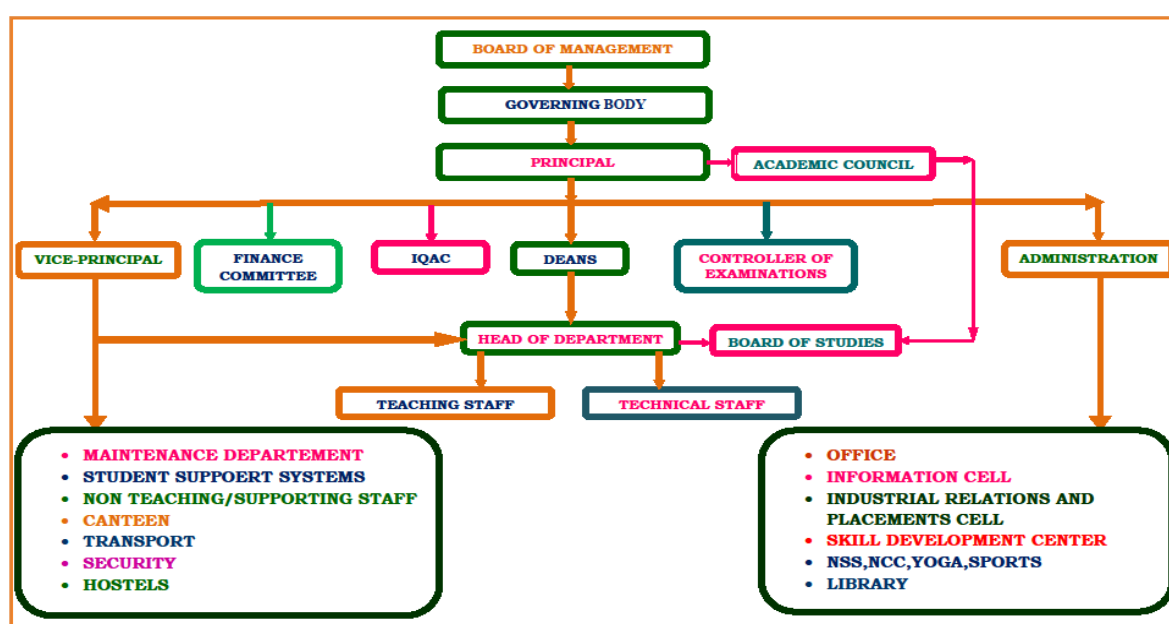 BOARD OF MANAGEMENT
GOVERNING BODY
PRINCIPAL
ACADEMIC COUNCIL
VICE-PRINCIPAL
FINANCE
COMMITTEE
IQAC
DEANS
CONTROLLER OF
EXAMINATIONS
ADMINISTRATION
HEAD OF DEPARTMENT
BOARD OF STUDIES
TEACHING STAFF
TECHNICAL STAFF
• MAINTENANCE DEPARTEMENT
• STUDENT SUPPOERT SYSTEMS
• NON TEACHING/SUPPORTING STAFF
• CANTEEN
• TRANSPORT
• SECURITY
• HOSTELS
• OFFICE
• INFORMATION CELL
• INDUSTRIAL RELATIONS AND
PLACEMENTS CELL
• SKILL DEVELOPMENT CENTER
• NSS,NCC,YOGA,SPORTS
• LIBRARY